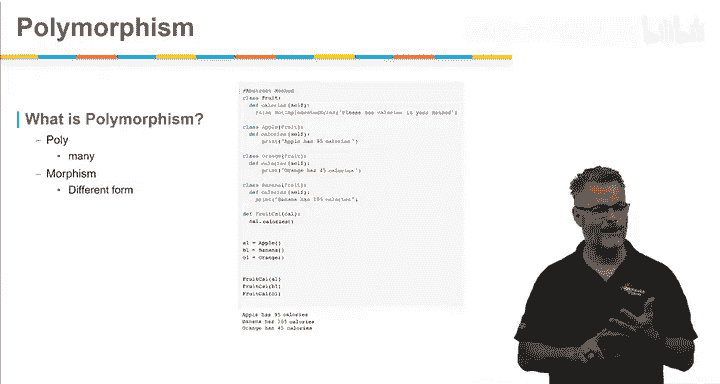 Polymorphism
What is Polymorphism?
– Poly
• many
– Morphism
• Different form
#Abstract Method
class Fruit:
def calories(self):
raise NotImplementedError('Please use calories in your method')
class Apple(Fruit):
def calories(self):
print("Apple has 95 calories")
class Orange(Fruit):
def calories(self):
print("Orange has 45 calories")
class Banana(Fruit):
def calories(self):
print("Banana has 105 calories")
def FruitCal(cal):
cal.calories()
a1 = Apple()
b1 = Banana()
o1 = Orange()
FruitCal(a1)
FruitCal(b1)
FruitCal(o1)
Apple has 95 calories
Banana has 105 calories
Orange has 45 calories